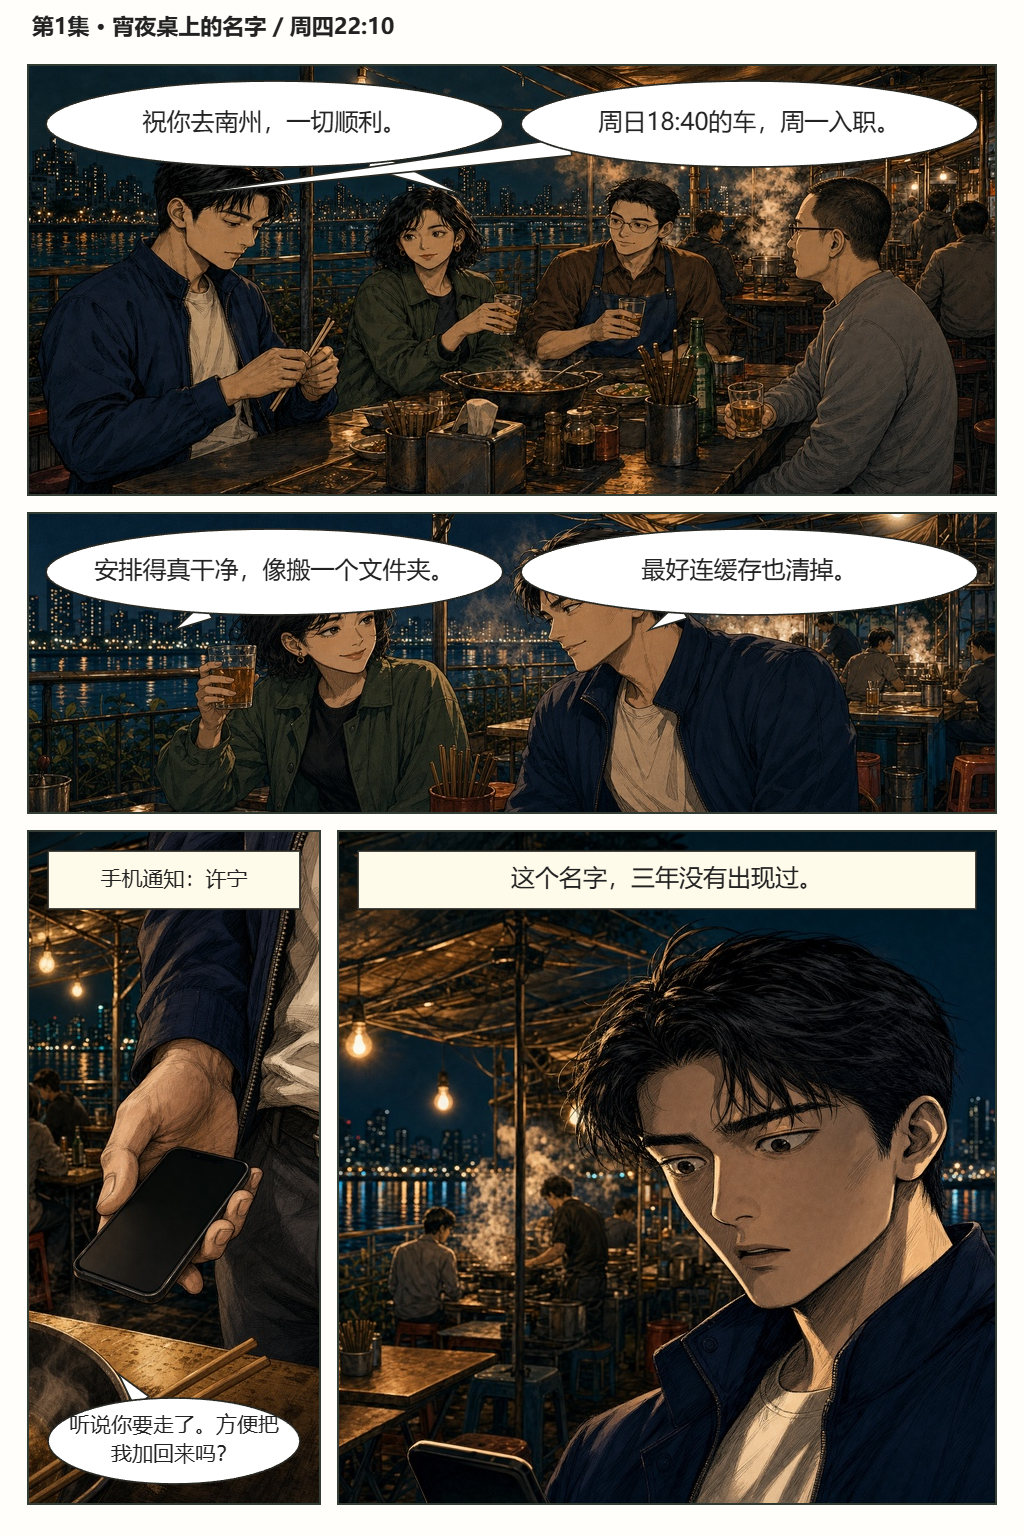 第1集·宵夜桌上的名字 / 周四22:10
祝你去南州，一切顺利。
周日18:40的车，周一入职。
安排得真干净，像搬一个文件夹。
最好连缓存也清掉。
手机通知：许宁
听说你要走了。方便把
我加回来吗？
这个名字，三年没有出现过。